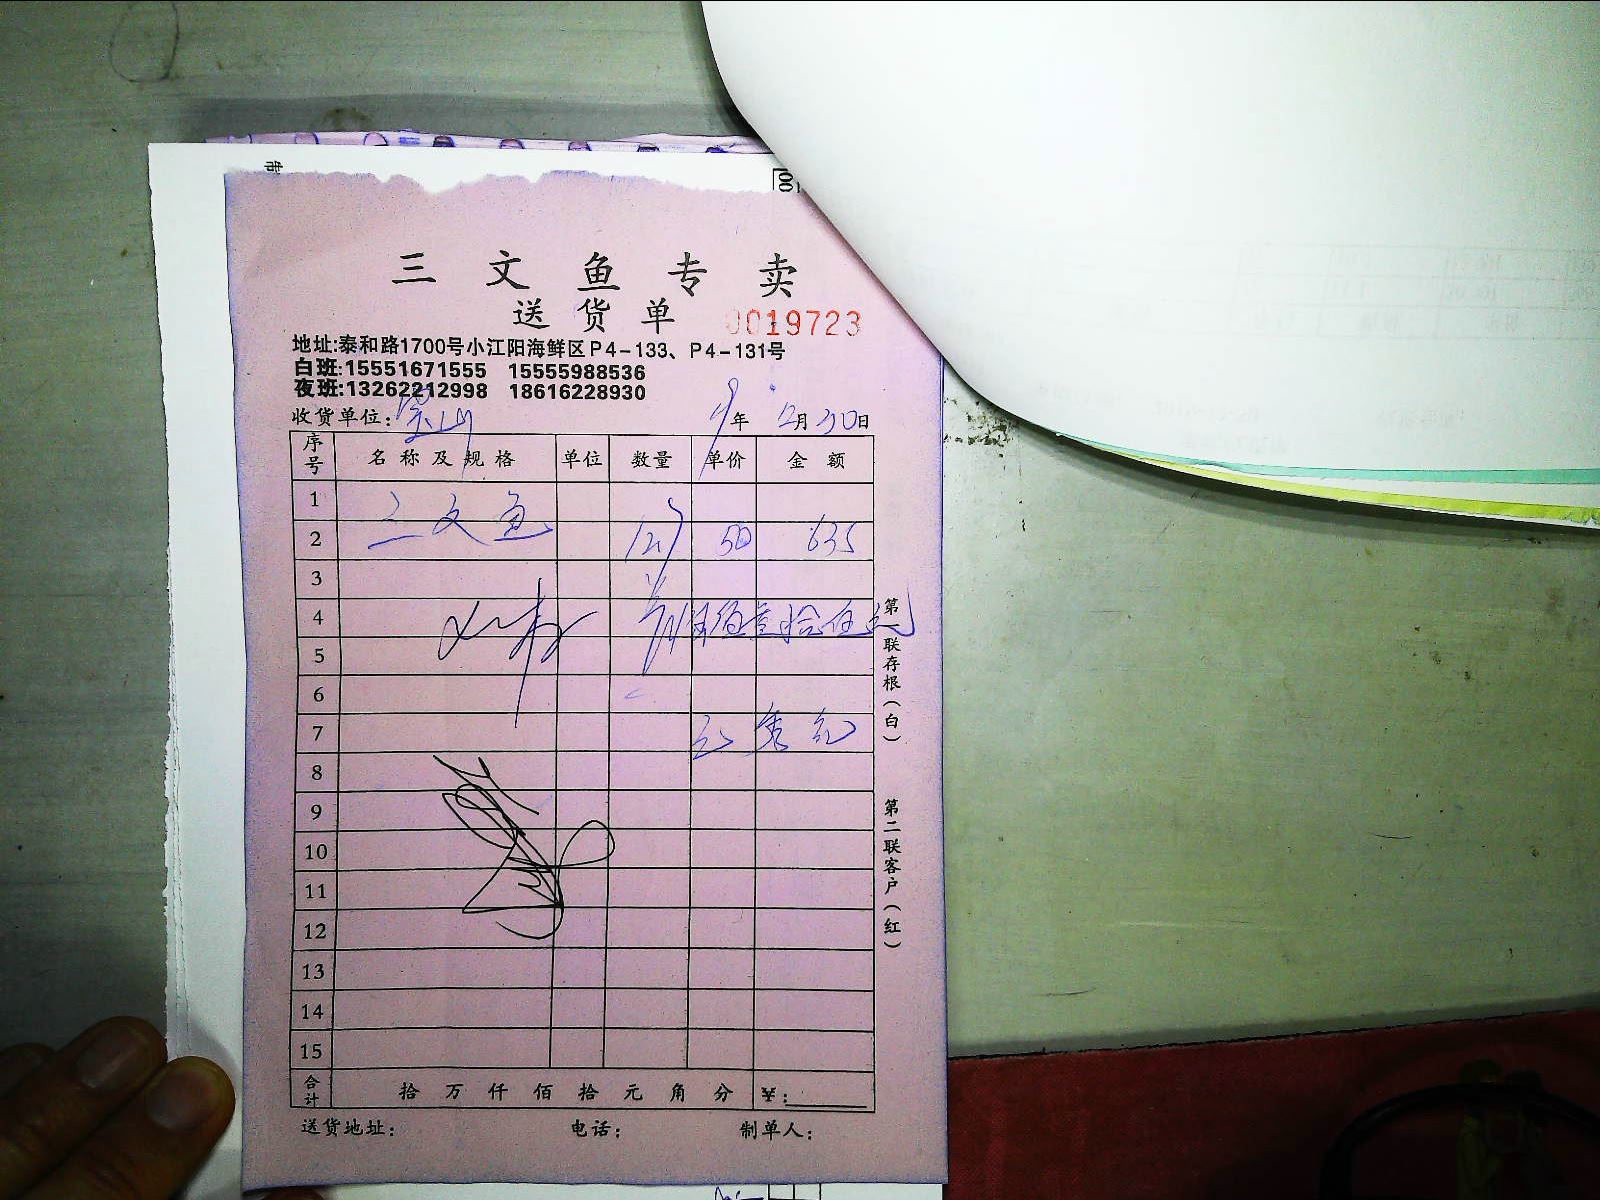 三文鱼专卖
送货单 0019723
地址:泰和路1700号小江阳海鲜区P4-133、P4-131号
白班:15551671555 15555988536
夜班:13262212998 18616228930
收货单位: 年 12月30日
序号 名称及规格 单位 数量 单价 金额
1
三文鱼 50 635
2
3
4
5
6
7
8
9
10
11
12
13
14
15
合计 拾万仟佰拾元角分 ¥:
送货地址: 电话: 制单人:
第一联存根(白)
第二联客户(红)